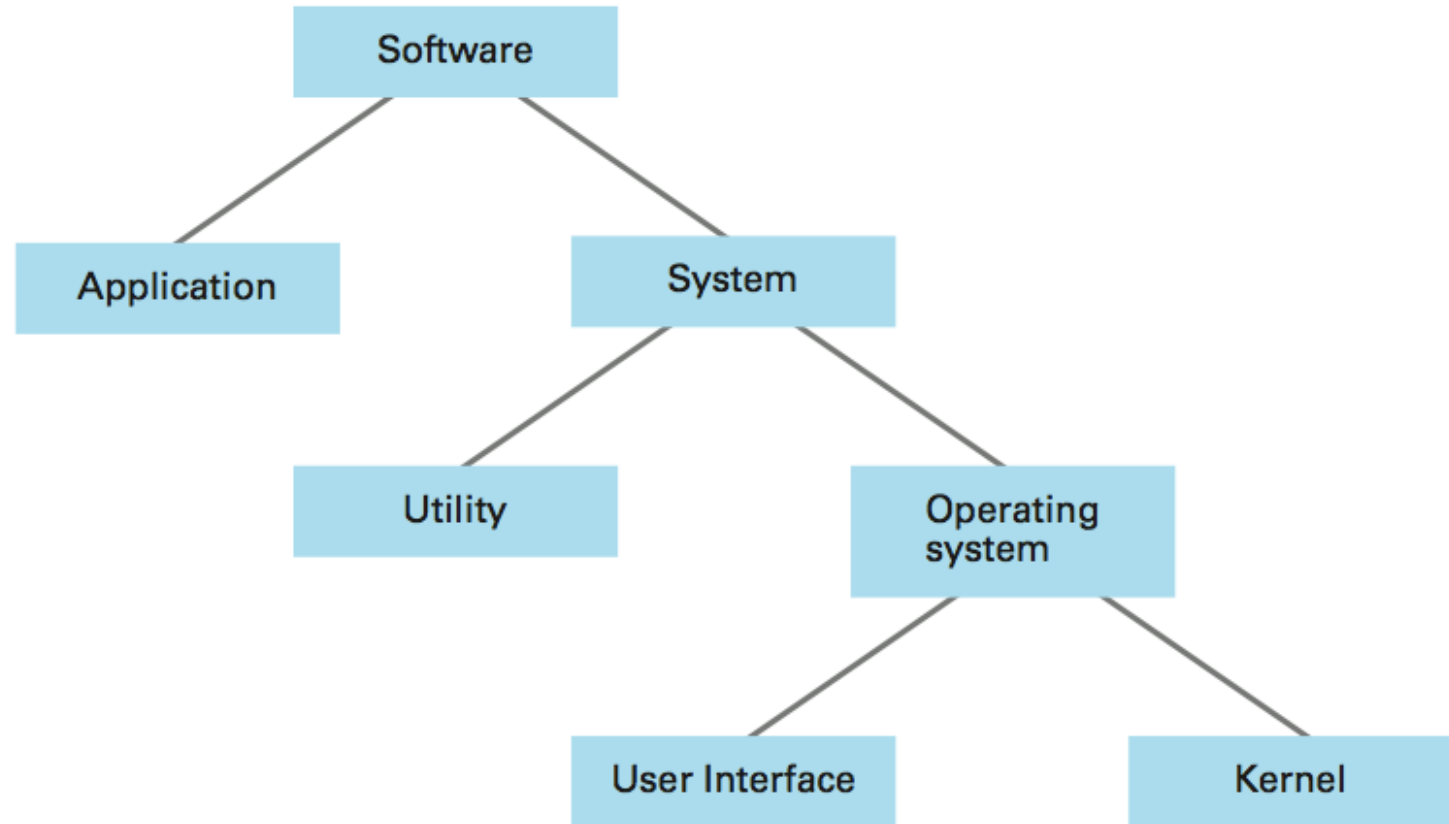 Software
Application
System
Utility
Operating
system
User Interface
Kernel